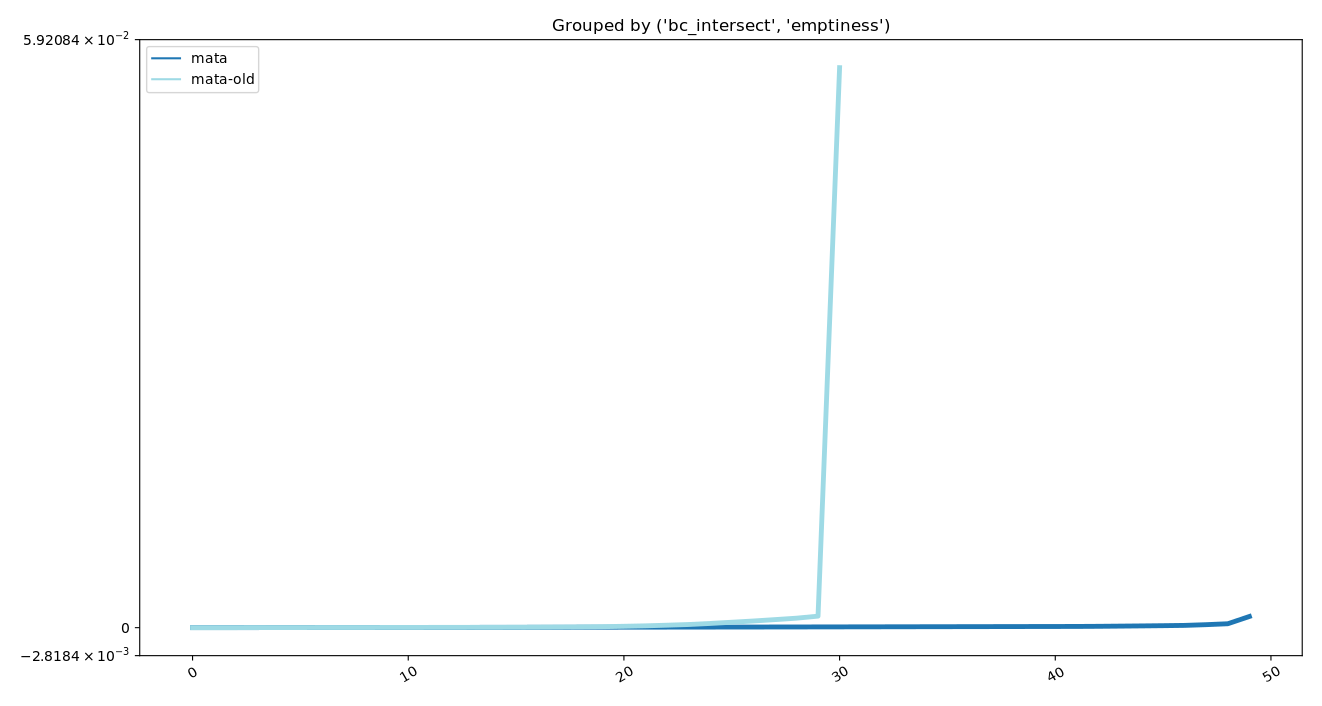 Grouped by ('bc_intersect', 'emptiness')
5.92084 × 10⁻²
mata
mata-old
0
−2.8184 × 10⁻³
0 10 20 30 40 50